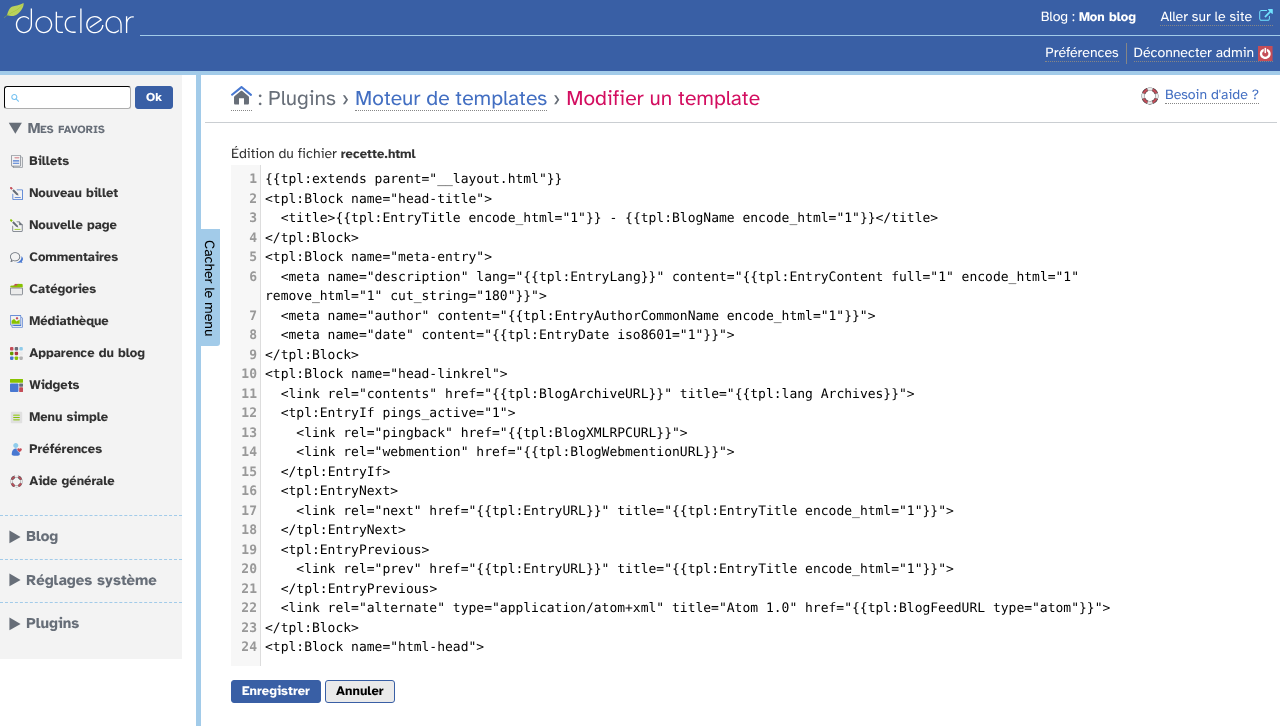 dotclear
Blog : Mon blog
Aller sur le site
Préférences
Déconnecter admin
Ok
Mes favoris
Billets
Nouveau billet
Nouvelle page
Commentaires
Catégories
Médiathèque
Apparence du blog
Widgets
Menu simple
Préférences
Aide générale
Blog
Réglages système
Plugins
Cacher le menu
: Plugins › Moteur de templates › Modifier un template
Besoin d'aide ?
Édition du fichier recette.html
1 {{tpl:extends parent="__layout.html"}}
2 <tpl:Block name="head-title">
3   <title>{{tpl:EntryTitle encode_html="1"}} - {{tpl:BlogName encode_html="1"}}</title>
4 </tpl:Block>
5 <tpl:Block name="meta-entry">
6   <meta name="description" lang="{{tpl:EntryLang}}" content="{{tpl:EntryContent full="1" encode_html="1"
remove_html="1" cut_string="180"}}">
7   <meta name="author" content="{{tpl:EntryAuthorCommonName encode_html="1"}}">
8   <meta name="date" content="{{tpl:EntryDate iso8601="1"}}">
9 </tpl:Block>
10 <tpl:Block name="head-linkrel">
11   <link rel="contents" href="{{tpl:BlogArchiveURL}}" title="{{tpl:lang Archives}}">
12   <tpl:EntryIf pings_active="1">
13     <link rel="pingback" href="{{tpl:BlogXMLRPCURL}}">
14     <link rel="webmention" href="{{tpl:BlogWebmentionURL}}">
15   </tpl:EntryIf>
16   <tpl:EntryNext>
17     <link rel="next" href="{{tpl:EntryURL}}" title="{{tpl:EntryTitle encode_html="1"}}">
18   </tpl:EntryNext>
19   <tpl:EntryPrevious>
20     <link rel="prev" href="{{tpl:EntryURL}}" title="{{tpl:EntryTitle encode_html="1"}}">
21   </tpl:EntryPrevious>
22   <link rel="alternate" type="application/atom+xml" title="Atom 1.0" href="{{tpl:BlogFeedURL type="atom"}}">
23 </tpl:Block>
24 <tpl:Block name="html-head">
Enregistrer
Annuler